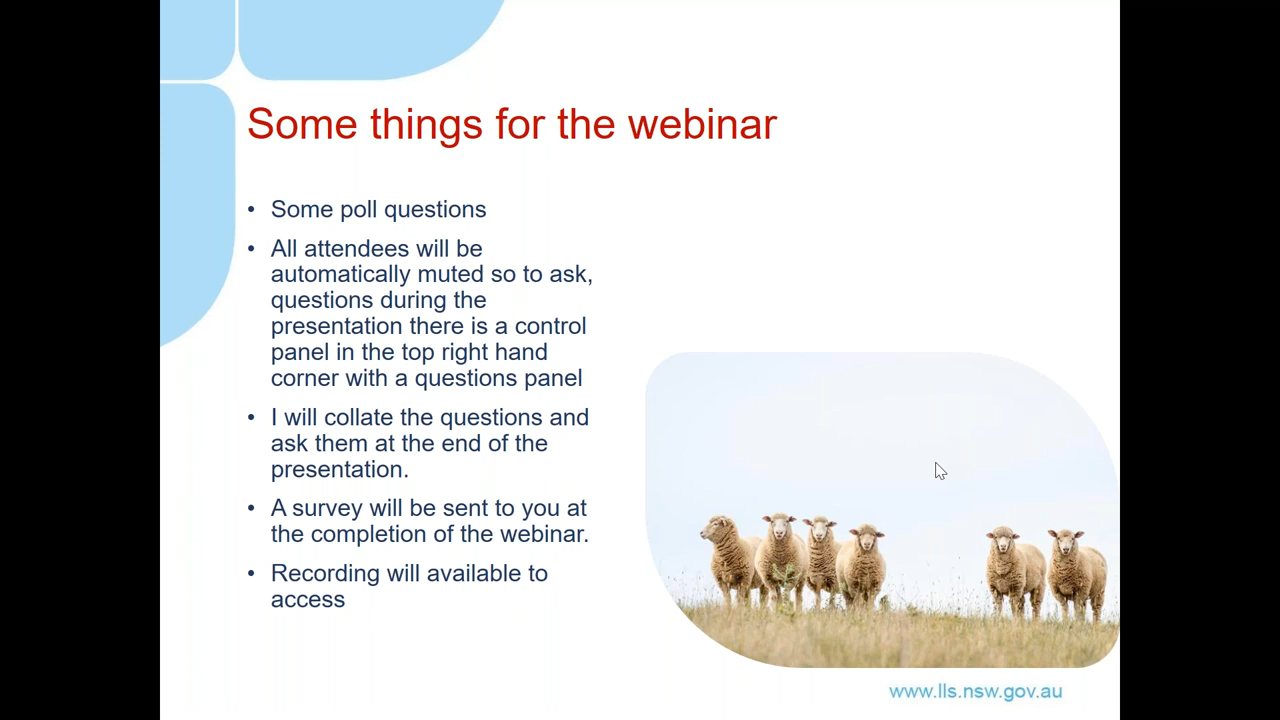 Some things for the webinar
• Some poll questions
• All attendees will be
automatically muted so to ask,
questions during the
presentation there is a control
panel in the top right hand
corner with a questions panel
• I will collate the questions and
ask them at the end of the
presentation.
• A survey will be sent to you at
the completion of the webinar.
• Recording will available to
access
www.lls.nsw.gov.au